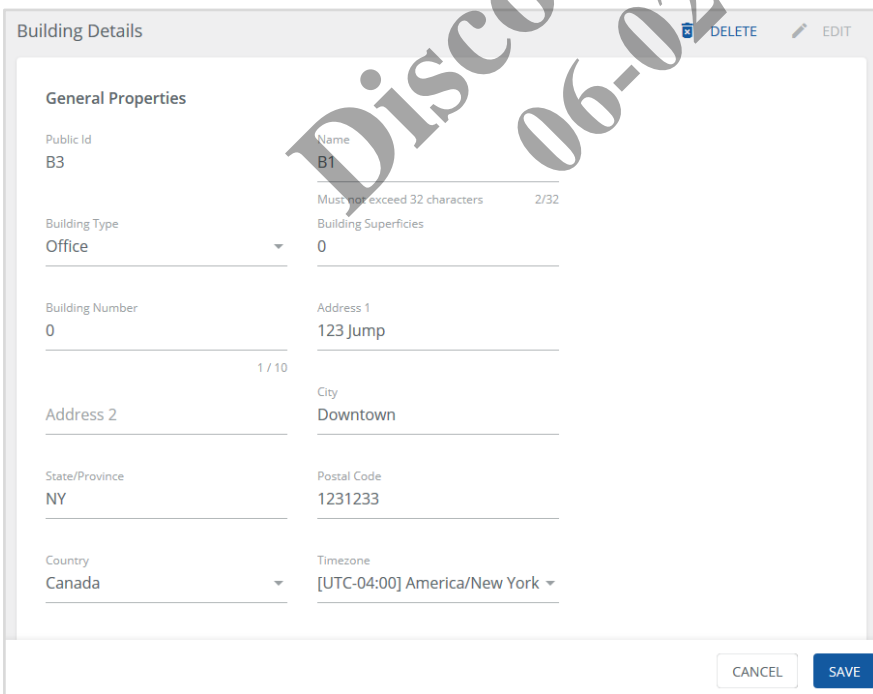 Building Details
DELETE
EDIT
General Properties
Public Id
Name
B3
B1
Must not exceed 32 characters
2/32
Building Type
Building Superficies
Office
0
Building Number
Address 1
0
123 Jump
1 / 10
City
Address 2
Downtown
State/Province
Postal Code
NY
1231233
Country
Timezone
Canada
[UTC-04:00] America/New York
CANCEL
SAVE